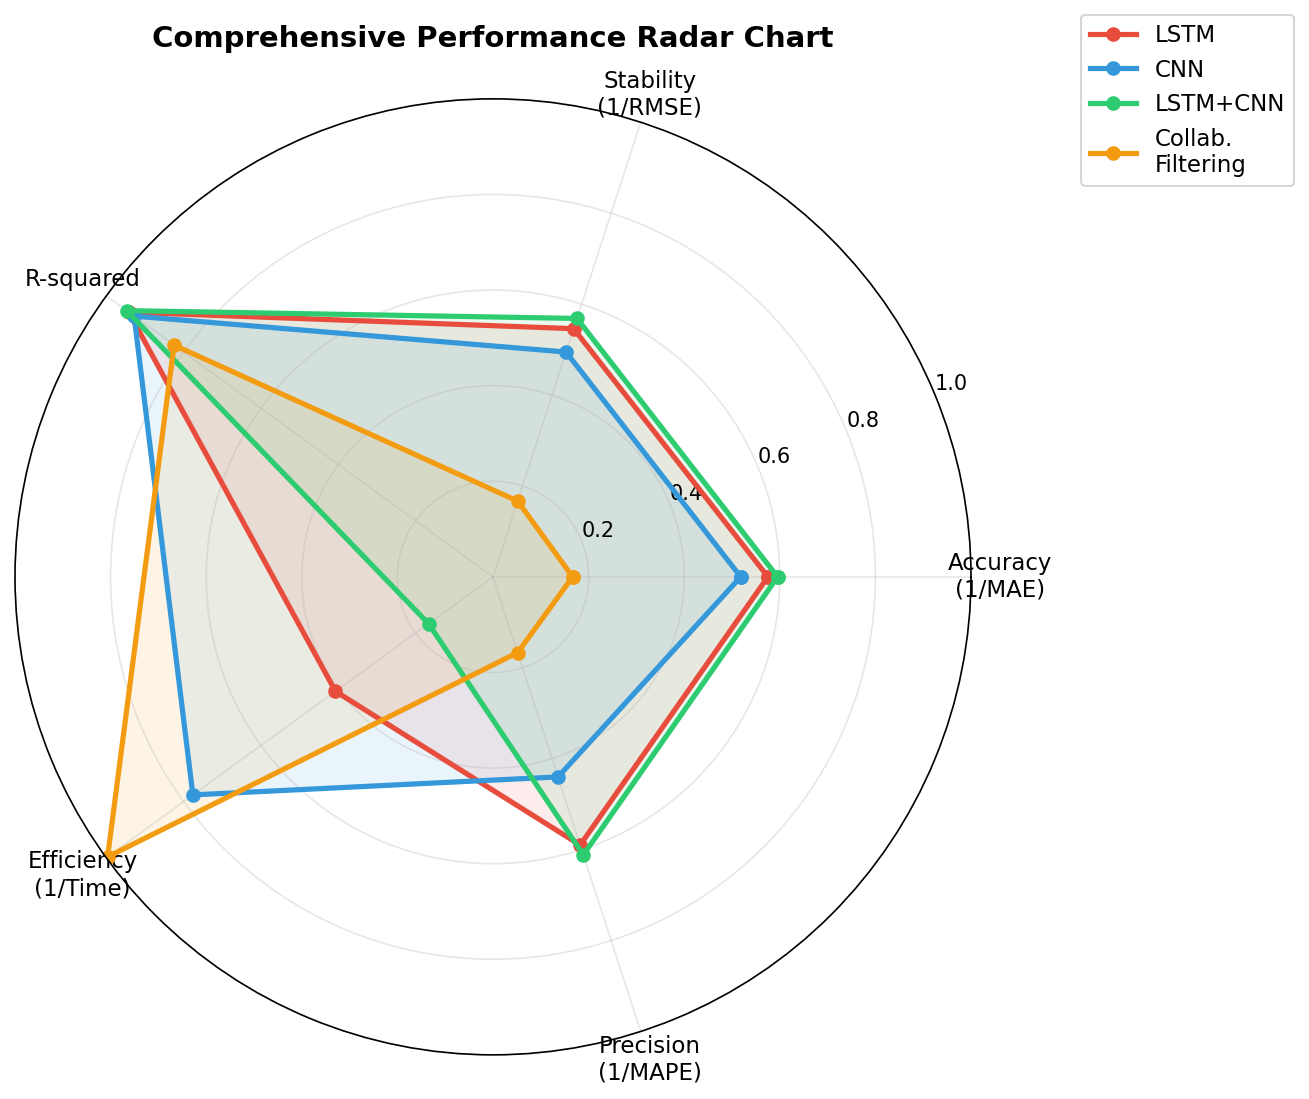 Comprehensive Performance Radar Chart
LSTM
CNN
LSTM+CNN
Collab.
Filtering
Stability
(1/RMSE)
R-squared
1.0
0.8
0.6
0.4
0.2
Accuracy
(1/MAE)
Efficiency
(1/Time)
Precision
(1/MAPE)